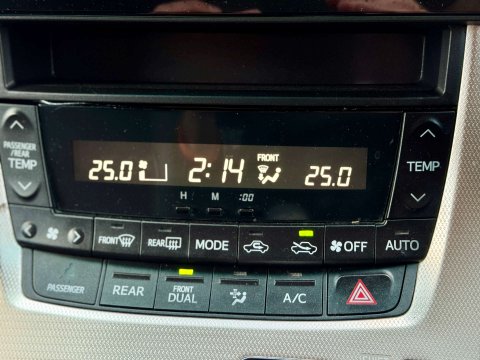 PASSENGER
/REAR
TEMP
25.0 2:14 FRONT 25.0
TEMP
H M :00
FRONT REAR MODE OFF AUTO
PASSENGER REAR FRONT DUAL A/C